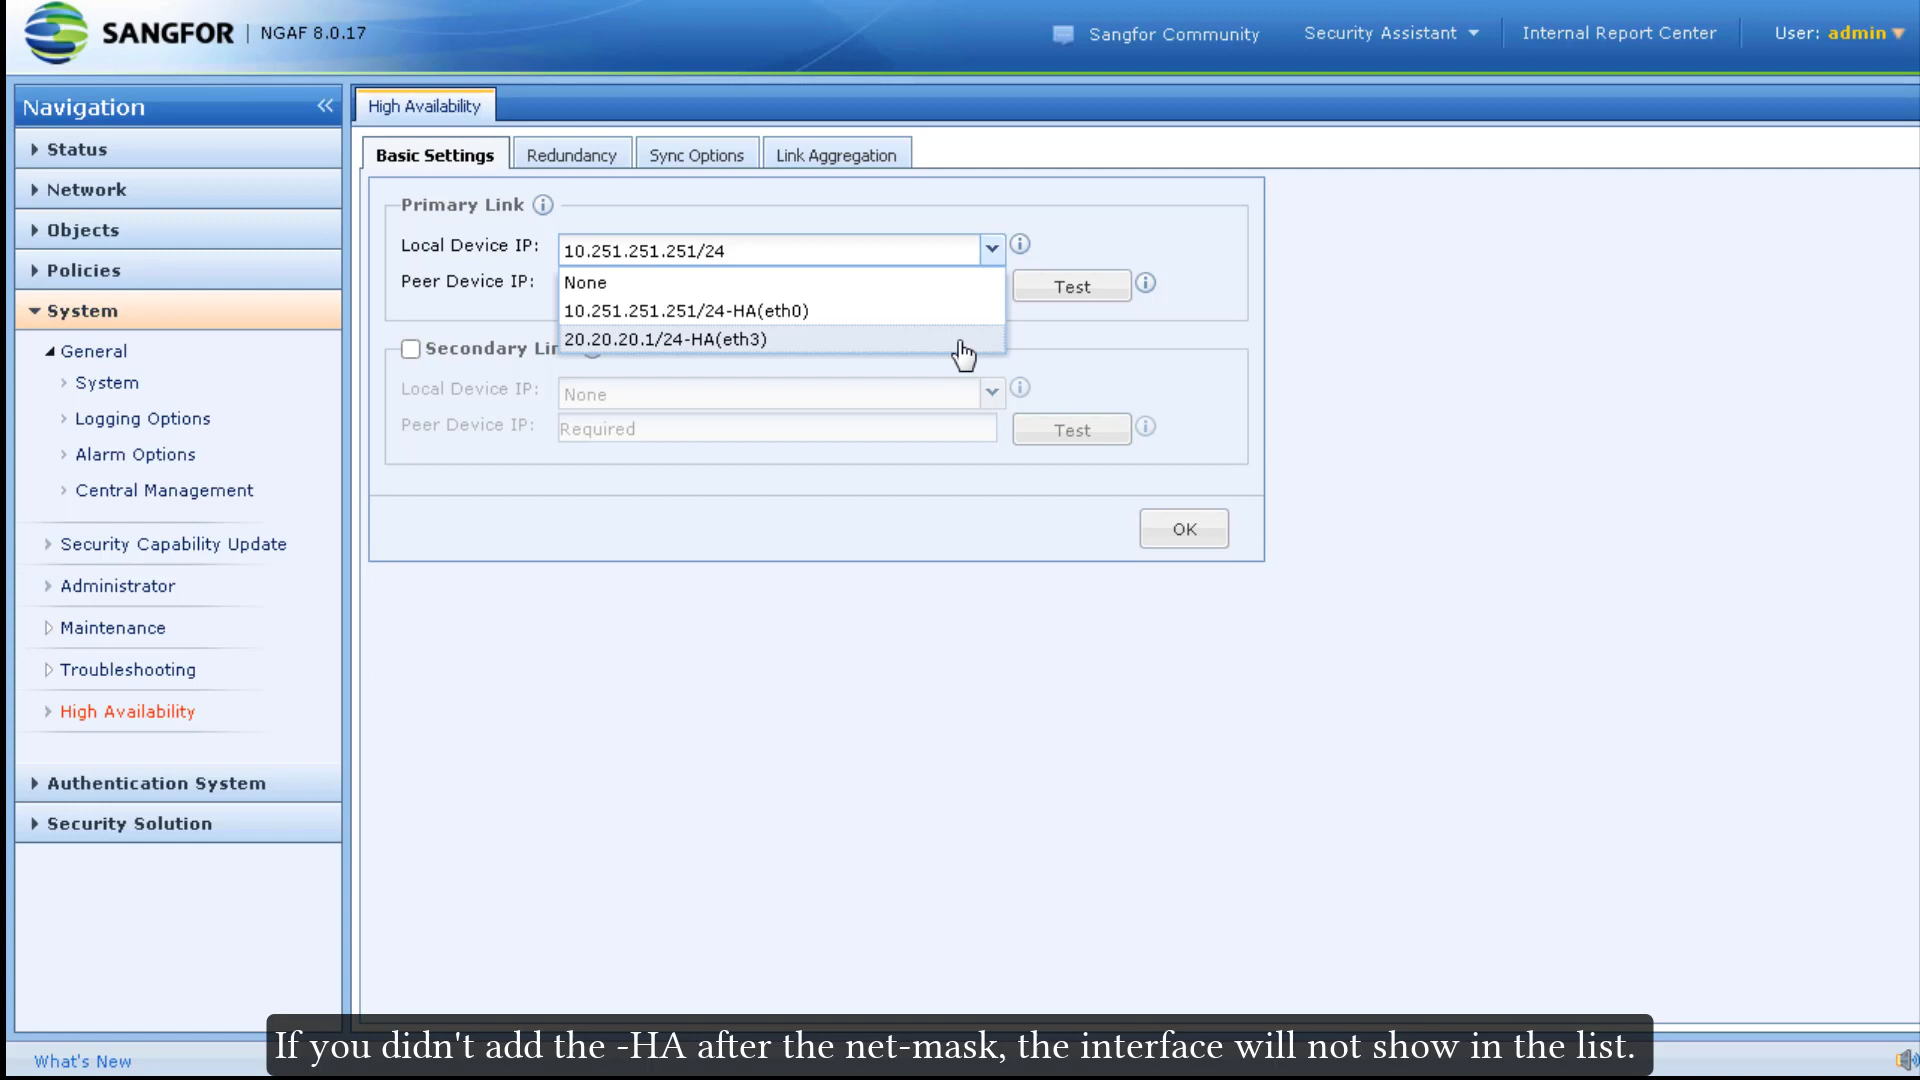 SANGFOR | NGAF 8.0.17
Sangfor Community
Security Assistant
Internal Report Center
User: admin
Navigation
Status
Network
Objects
Policies
System
General
System
Logging Options
Alarm Options
Central Management
Security Capability Update
Administrator
Maintenance
Troubleshooting
High Availability
Authentication System
Security Solution
High Availability
Basic Settings
Redundancy
Sync Options
Link Aggregation
Primary Link
Local Device IP: 10.251.251.251/24
Peer Device IP:
Test
None
10.251.251.251/24-HA(eth0)
20.20.20.1/24-HA(eth3)
Secondary
Local Device IP: None
Peer Device IP: Required
Test
OK
If you didn't add the -HA after the net-mask, the interface will not show in the list.
What's New